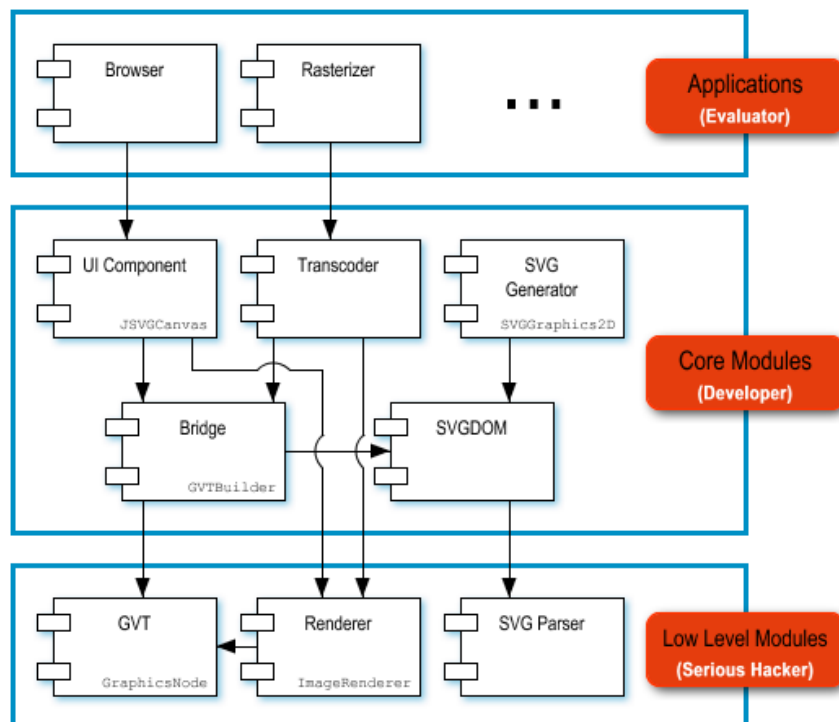 Browser
Rasterizer
...
Applications
(Evaluator)
UI Component
JSVGCanvas
Transcoder
SVG
Generator
SVGGraphics2D
Core Modules
(Developer)
Bridge
GVTBuilder
SVGDOM
GVT
GraphicsNode
Renderer
ImageRenderer
SVG Parser
Low Level Modules
(Serious Hacker)